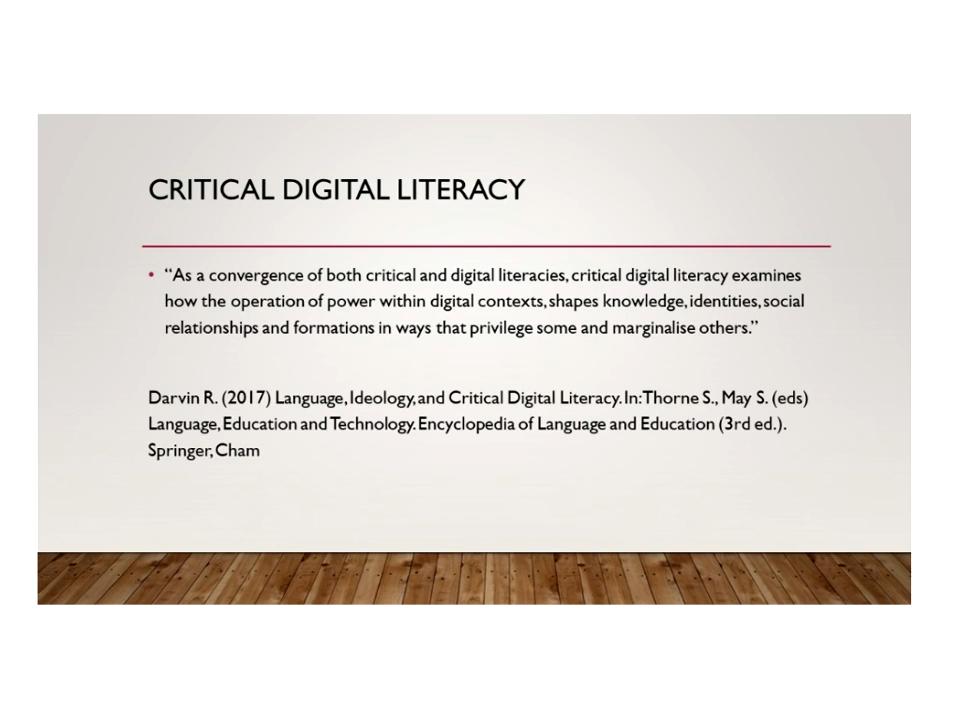 CRITICAL DIGITAL LITERACY
• “As a convergence of both critical and digital literacies, critical digital literacy examines
how the operation of power within digital contexts, shapes knowledge, identities, social
relationships and formations in ways that privilege some and marginalise others.”
Darvin R. (2017) Language, Ideology, and Critical Digital Literacy. In: Thorne S., May S. (eds)
Language, Education and Technology. Encyclopedia of Language and Education (3rd ed.).
Springer, Cham